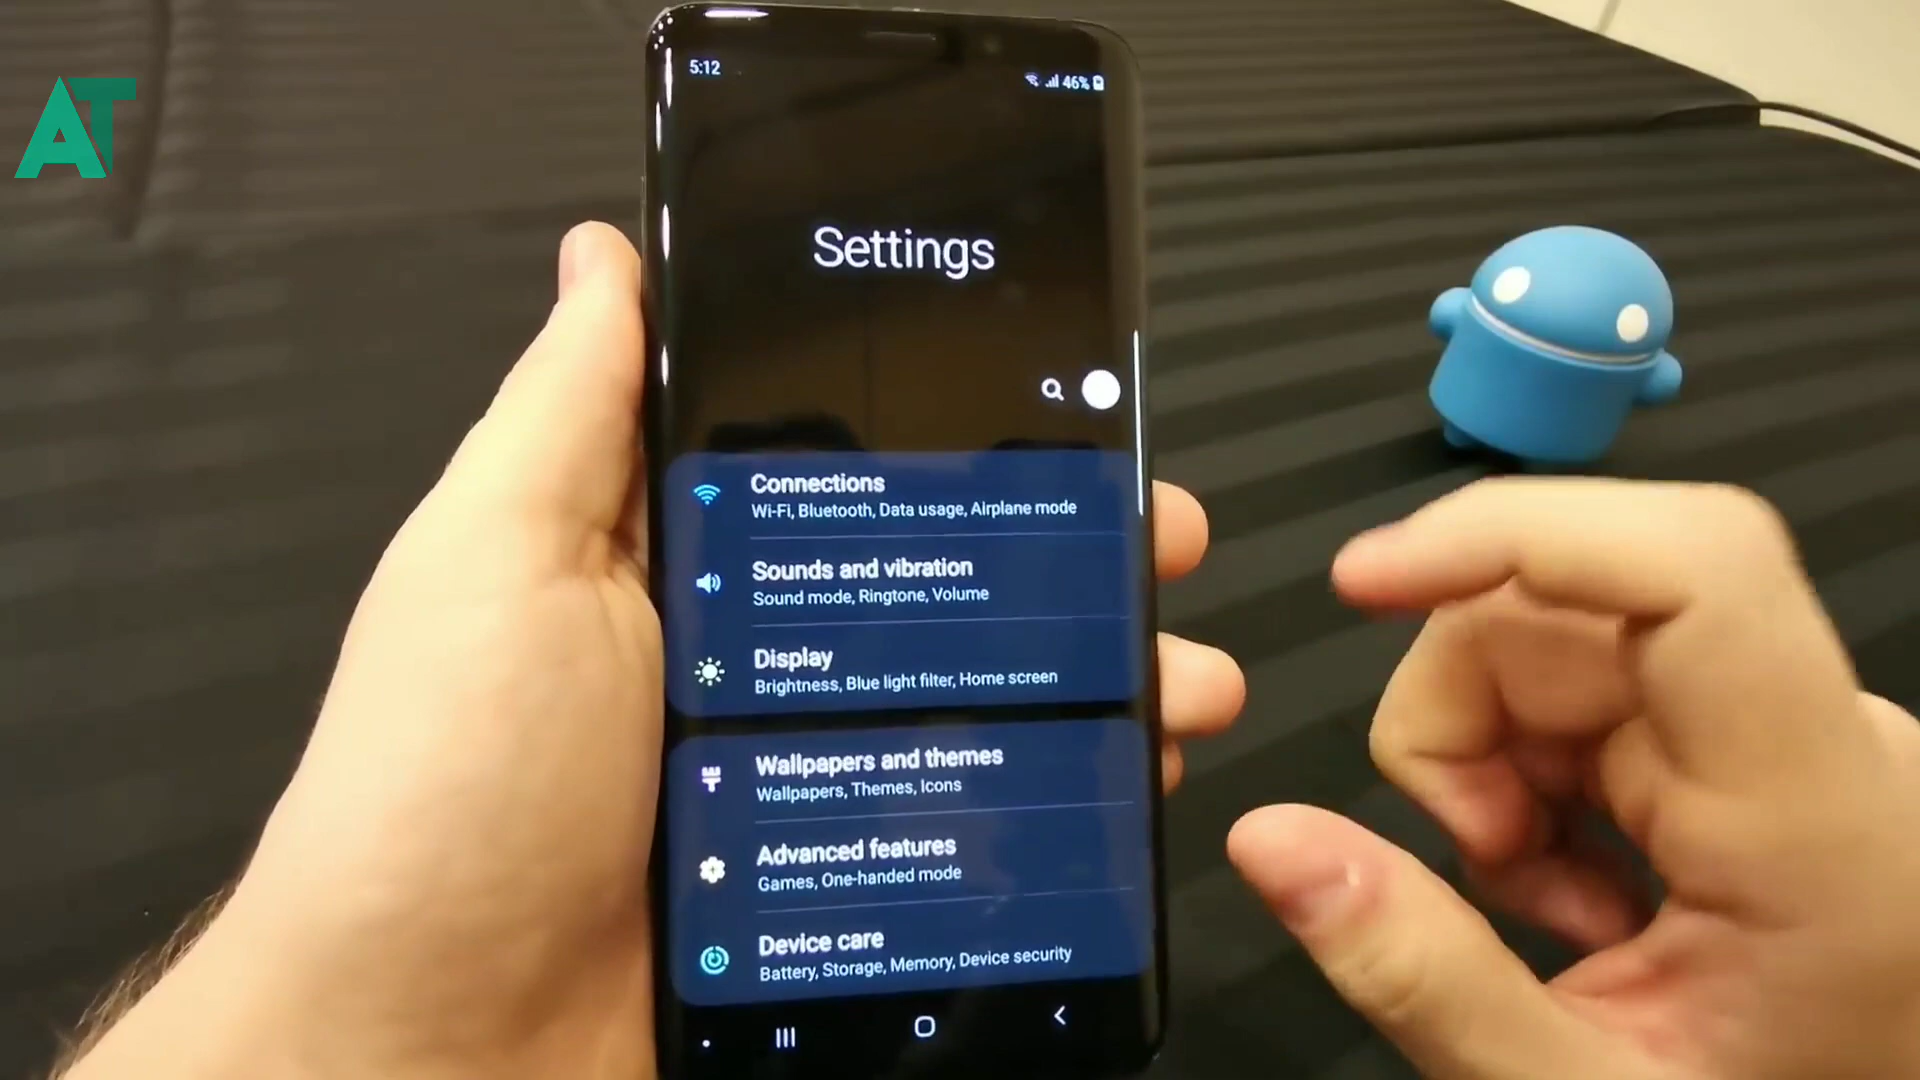 AT
5:12
46%
Settings
Connections
Wi-Fi, Bluetooth, Data usage, Airplane mode
Sounds and vibration
Sound mode, Ringtone, Volume
Display
Brightness, Blue light filter, Home screen
Wallpapers and themes
Wallpapers, Themes, Icons
Advanced features
Games, One-handed mode
Device care
Battery, Storage, Memory, Device security